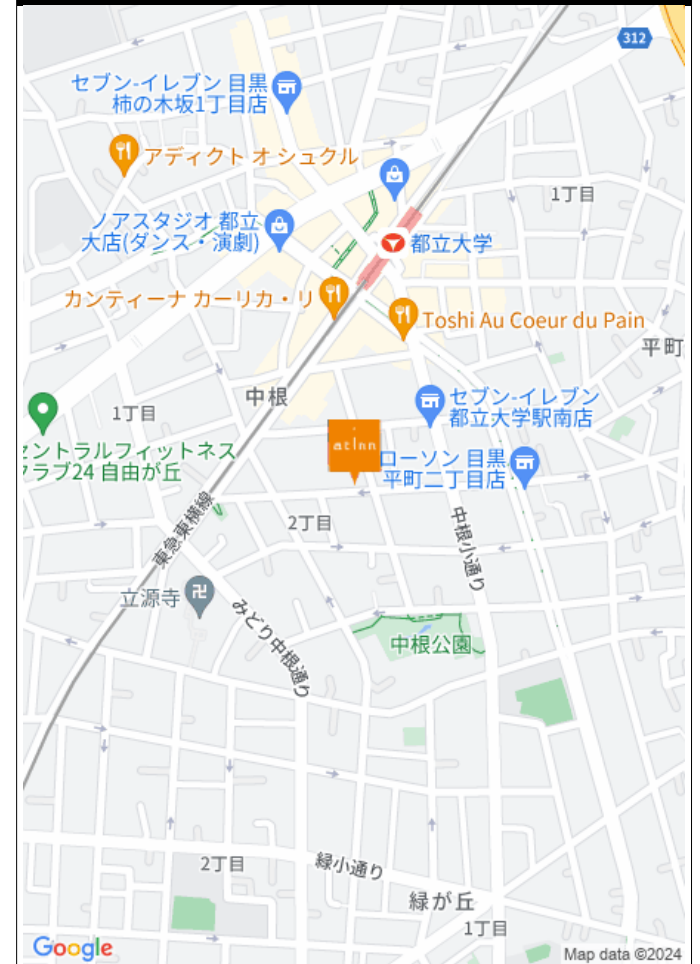 312
セブン-イレブン 目黒
柿の木坂1丁目店
アディクト オ シュクル
1丁目
ノアスタジオ 都立
大店(ダンス・演劇)
都立大学
カンティーナ カーリカ・リ
Toshi Au Coeur du Pain
平町
中根
セブン-イレブン
都立大学駅南店
1丁目
atInn
ントラルフィットネス
ラブ24 自由が丘
ローソン 目黒
平町二丁目店
東急東横線
2丁目
中根小通り
立源寺
みどり中根通り
中根公園
2丁目
緑小通り
緑が丘
1丁目
Google
Map data ©2024